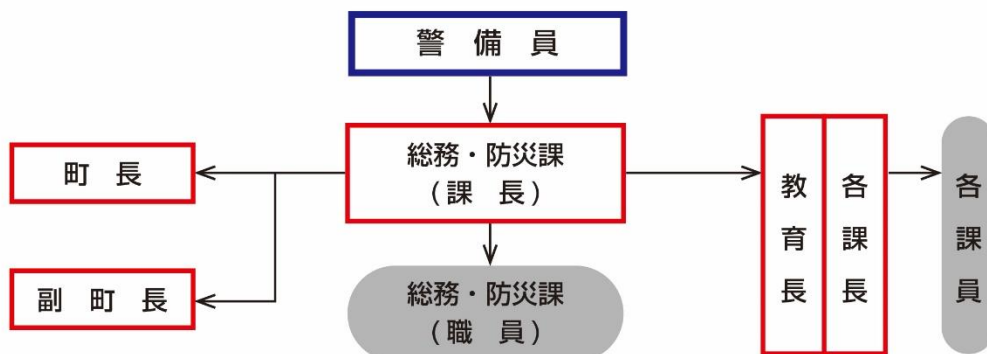 警 備 員
総務・防災課
(課 長)
町 長
副 町 長
総務・防災課
(職 員)
教育長
各課長
各課員